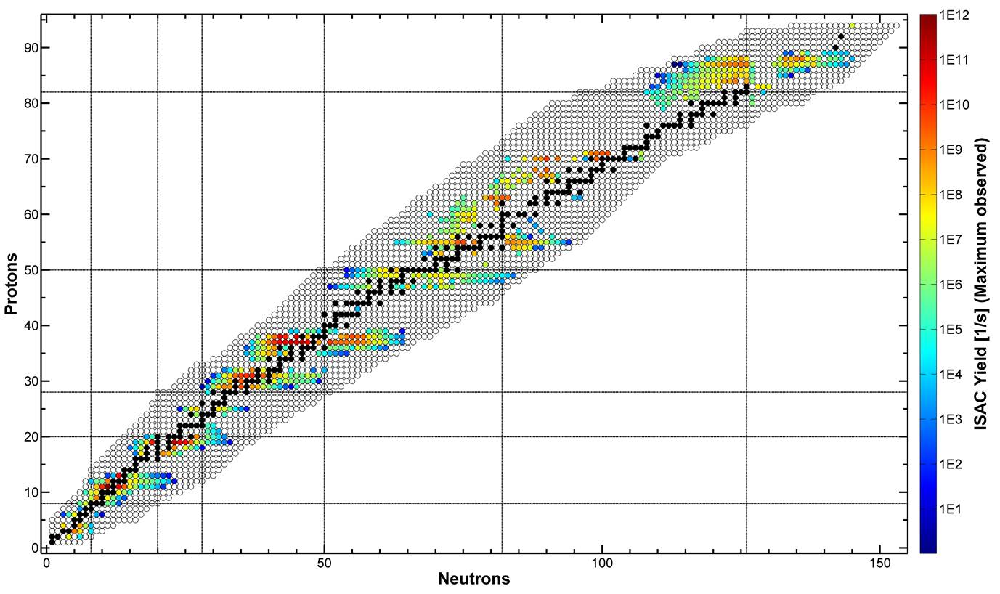 Protons
90
80
70
60
50
40
30
20
10
0
0
50
100
150
Neutrons
1E12
1E11
1E10
1E9
1E8
1E7
1E6
1E5
1E4
1E3
1E2
1E1
ISAC Yield [1/s] (Maximum observed)